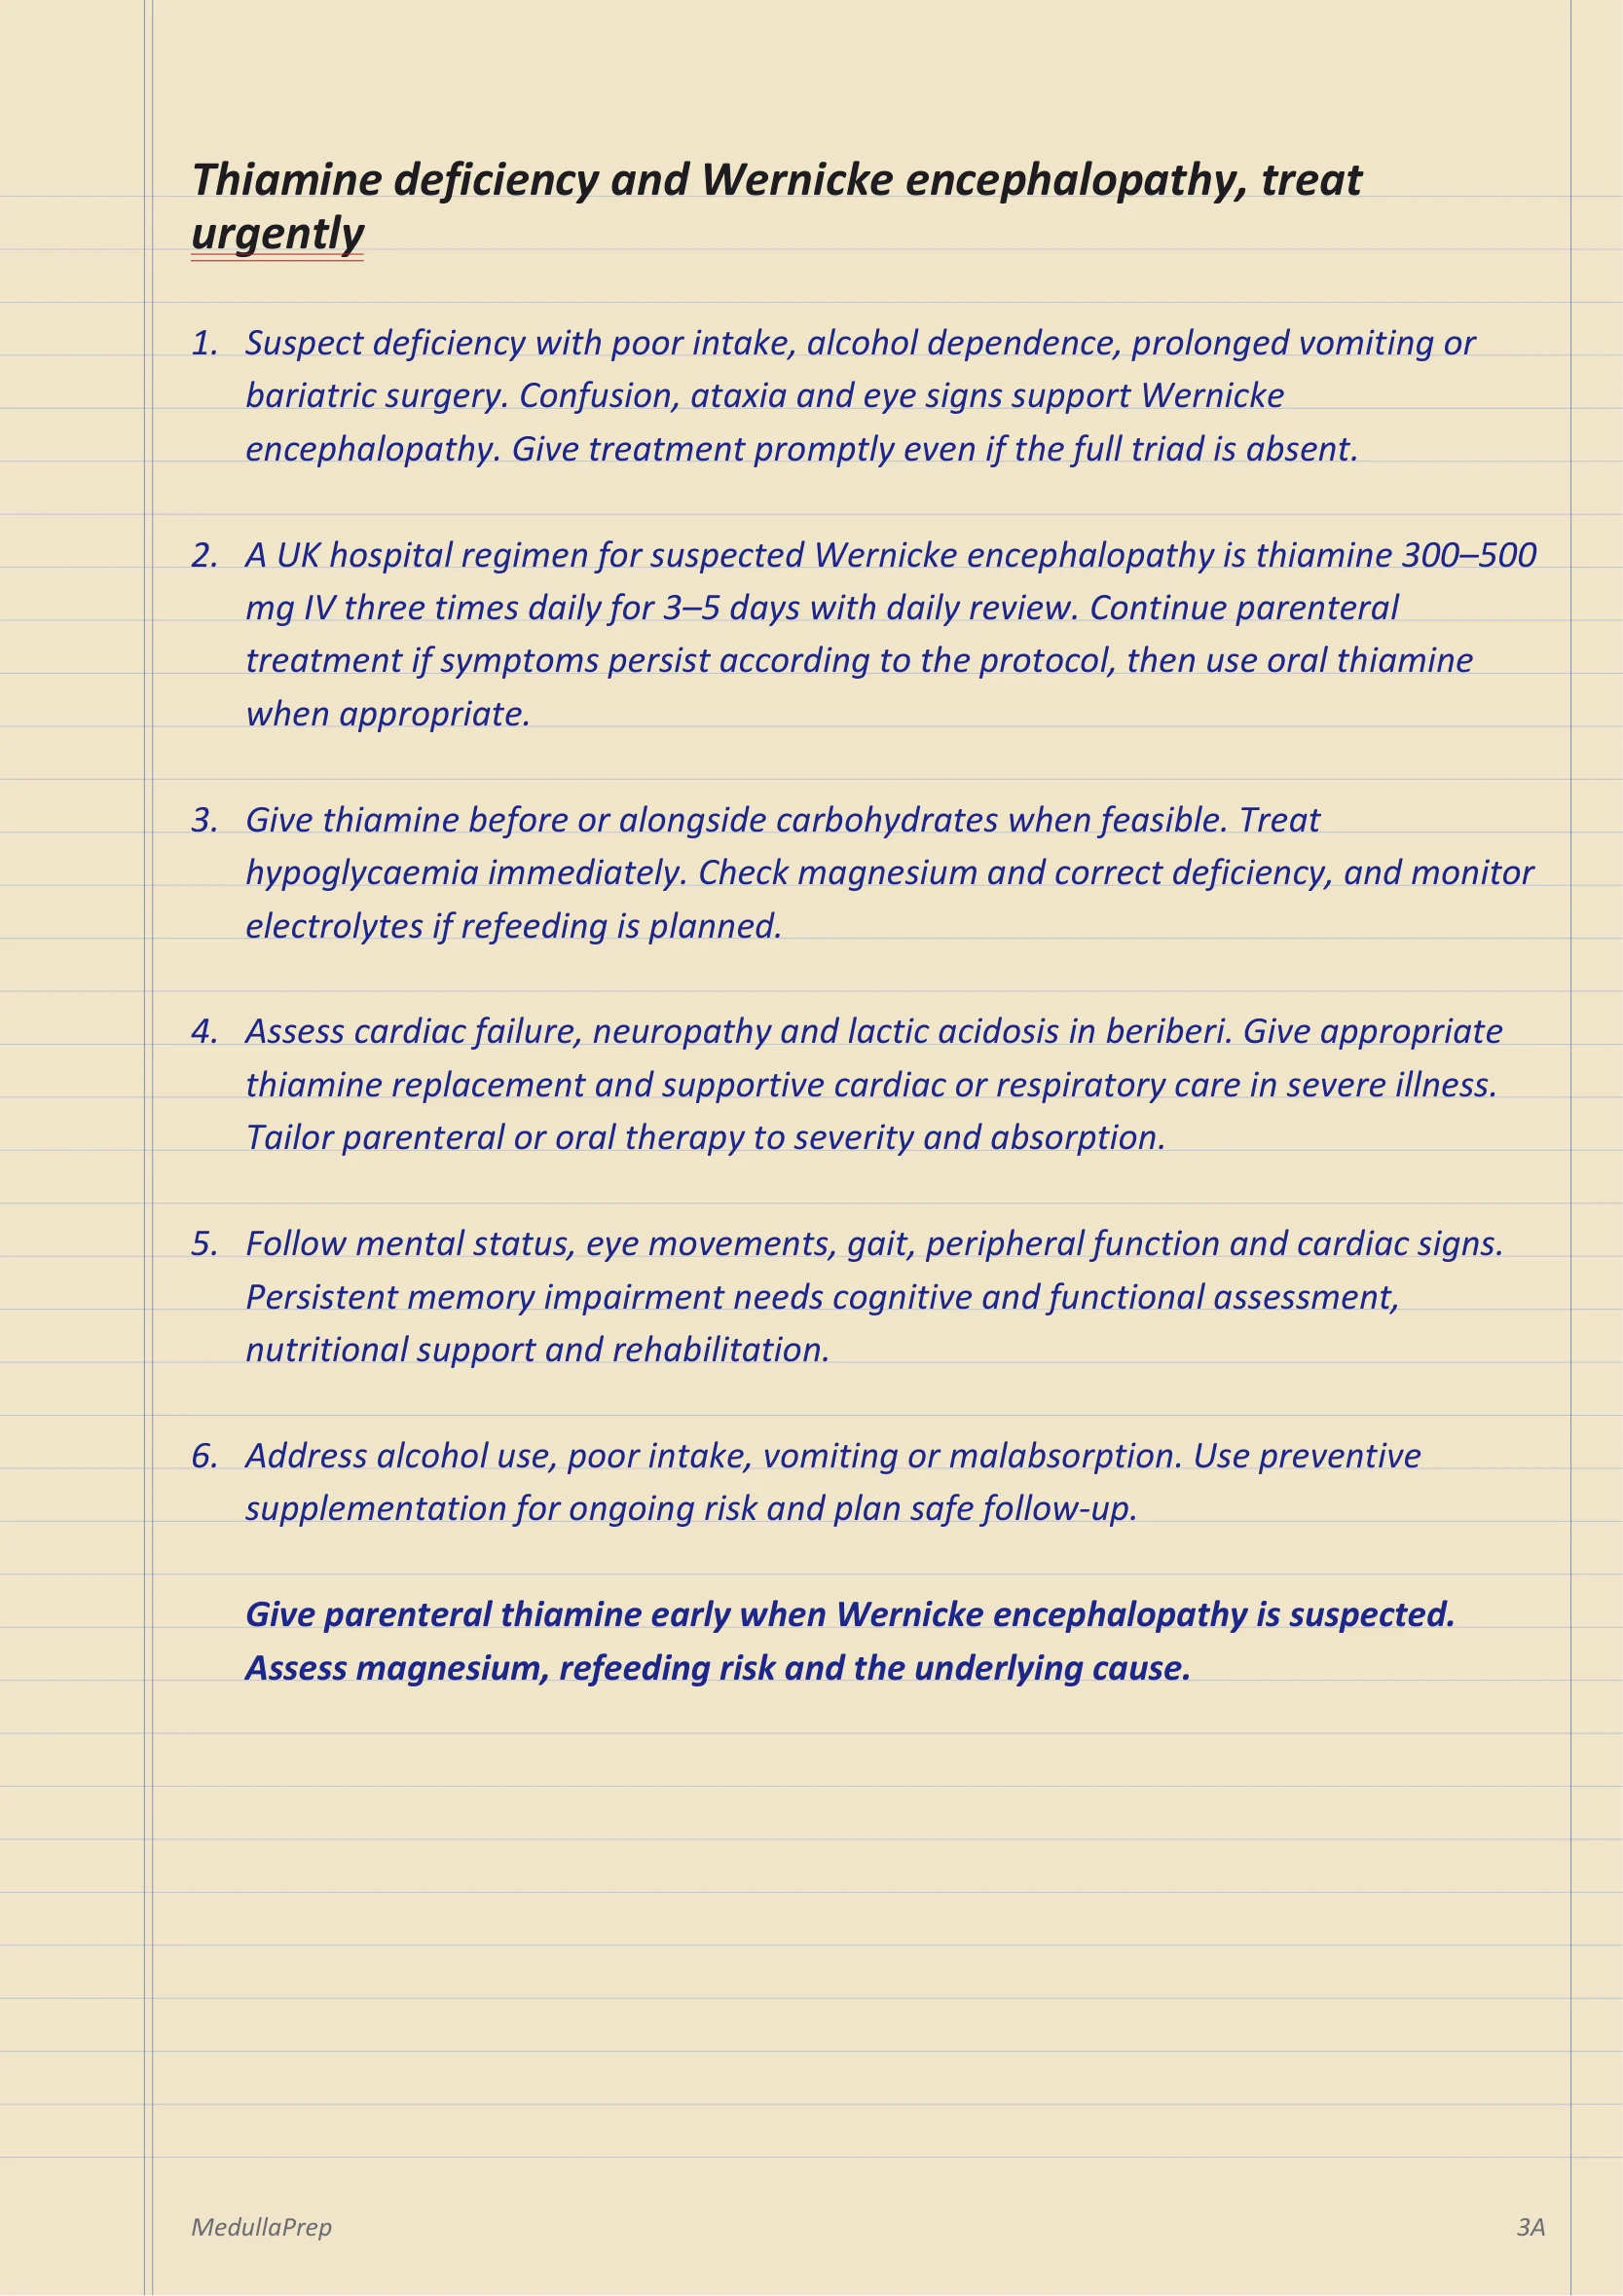 Thiamine deficiency and Wernicke encephalopathy, treat
urgently
1. Suspect deficiency with poor intake, alcohol dependence, prolonged vomiting or
bariatric surgery. Confusion, ataxia and eye signs support Wernicke
encephalopathy. Give treatment promptly even if the full triad is absent.
2. A UK hospital regimen for suspected Wernicke encephalopathy is thiamine 300–500
mg IV three times daily for 3–5 days with daily review. Continue parenteral
treatment if symptoms persist according to the protocol, then use oral thiamine
when appropriate.
3. Give thiamine before or alongside carbohydrates when feasible. Treat
hypoglycaemia immediately. Check magnesium and correct deficiency, and monitor
electrolytes if refeeding is planned.
4. Assess cardiac failure, neuropathy and lactic acidosis in beriberi. Give appropriate
thiamine replacement and supportive cardiac or respiratory care in severe illness.
Tailor parenteral or oral therapy to severity and absorption.
5. Follow mental status, eye movements, gait, peripheral function and cardiac signs.
Persistent memory impairment needs cognitive and functional assessment,
nutritional support and rehabilitation.
6. Address alcohol use, poor intake, vomiting or malabsorption. Use preventive
supplementation for ongoing risk and plan safe follow-up.
Give parenteral thiamine early when Wernicke encephalopathy is suspected.
Assess magnesium, refeeding risk and the underlying cause.
MedullaPrep
3A